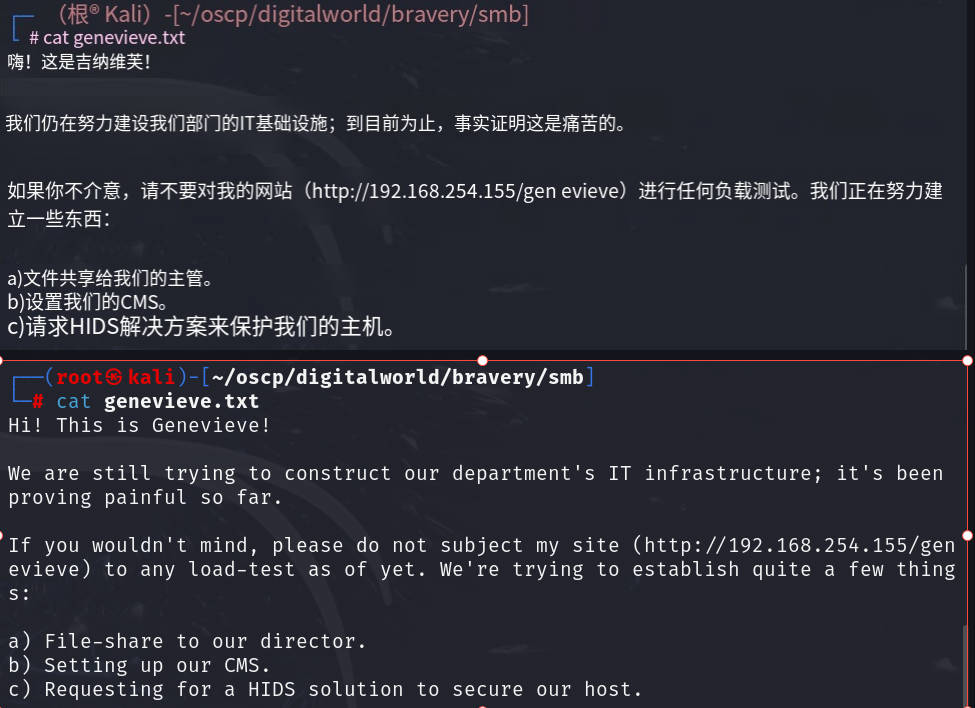 (根® Kali) -[~/oscp/digitalworld/bravery/smb]
# cat genevieve.txt
嗨！这是吉纳维芙！
我们仍在努力建设我们部门的IT基础设施；到目前为止，事实证明这是痛苦的。
如果你不介意，请不要对我的网站（http://192.168.254.155/gen evieve）进行任何负载测试。我们正在努力建
立一些东西：
a)文件共享给我们的主管。
b)设置我们的CMS。
c)请求HIDS解决方案来保护我们的主机。
┌──(root㉿kali)-[~/oscp/digitalworld/bravery/smb]
└─# cat genevieve.txt
Hi! This is Genevieve!
We are still trying to construct our department's IT infrastructure; it's been
proving painful so far.
If you wouldn't mind, please do not subject my site (http://192.168.254.155/gen
evieve) to any load-test as of yet. We're trying to establish quite a few thing
s:
a) File-share to our director.
b) Setting up our CMS.
c) Requesting for a HIDS solution to secure our host.